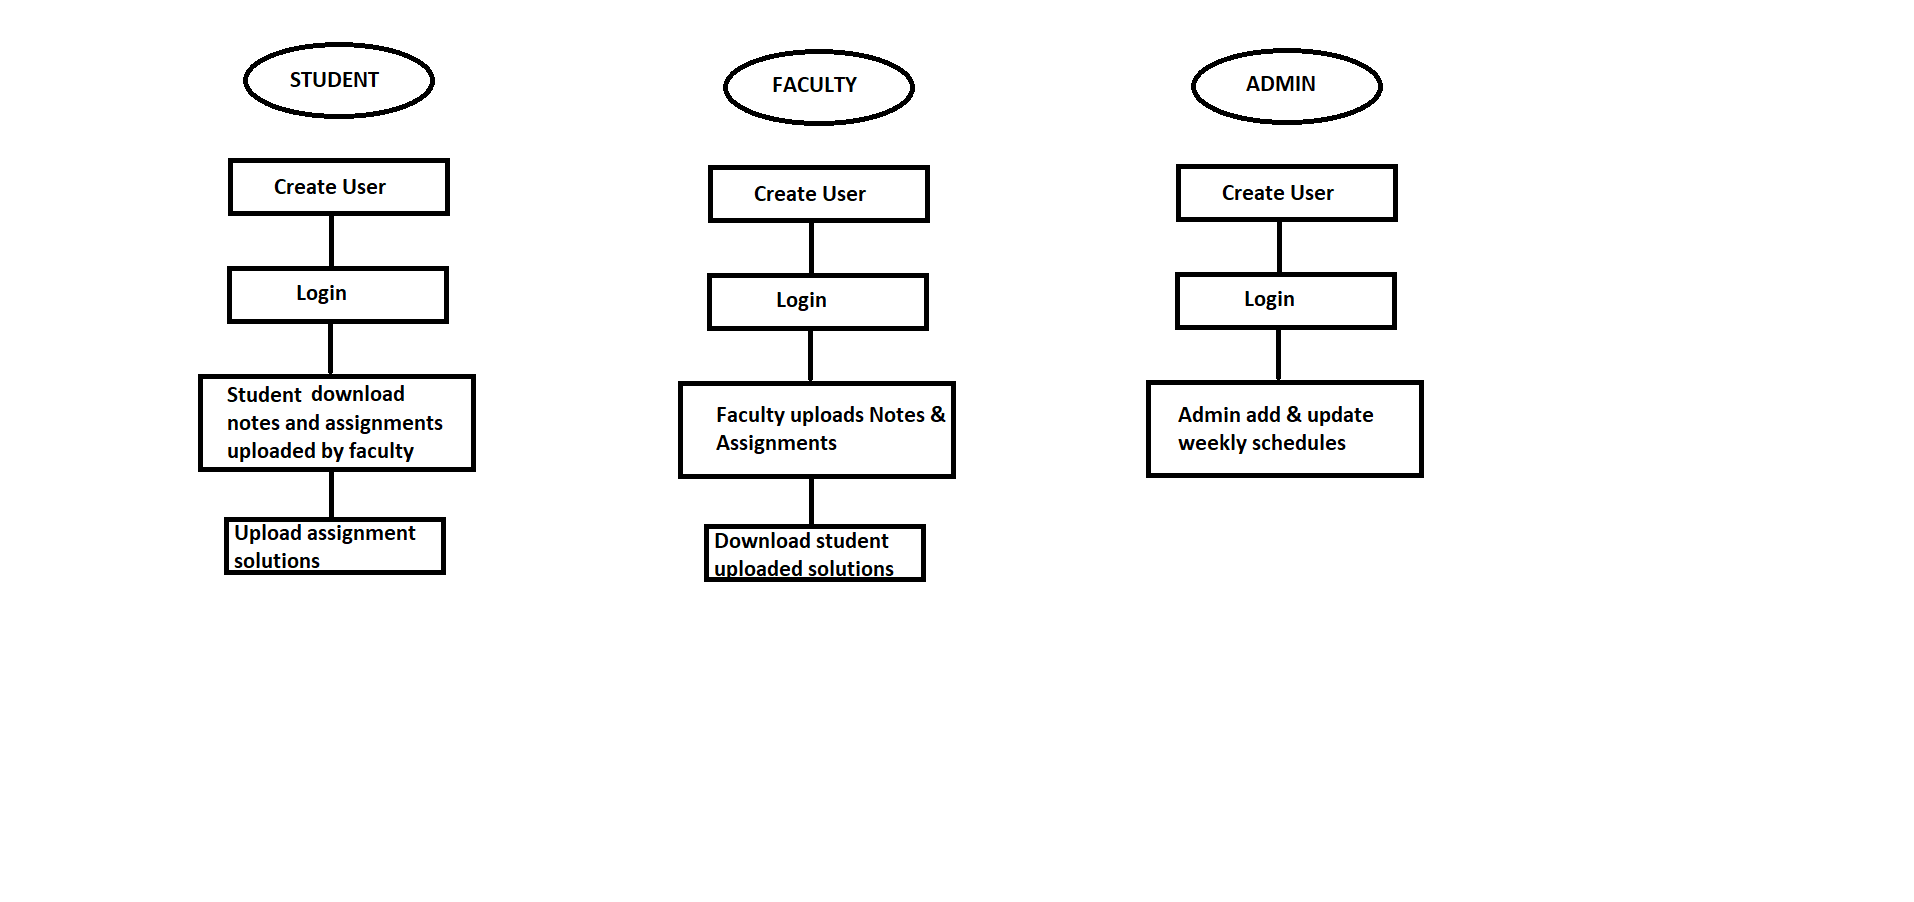 STUDENT
Create User
Login
Student download
notes and assignments
uploaded by faculty
Upload assignment
solutions
FACULTY
Create User
Login
Faculty uploads Notes &
Assignments
Download student
uploaded solutions
ADMIN
Create User
Login
Admin add & update
weekly schedules